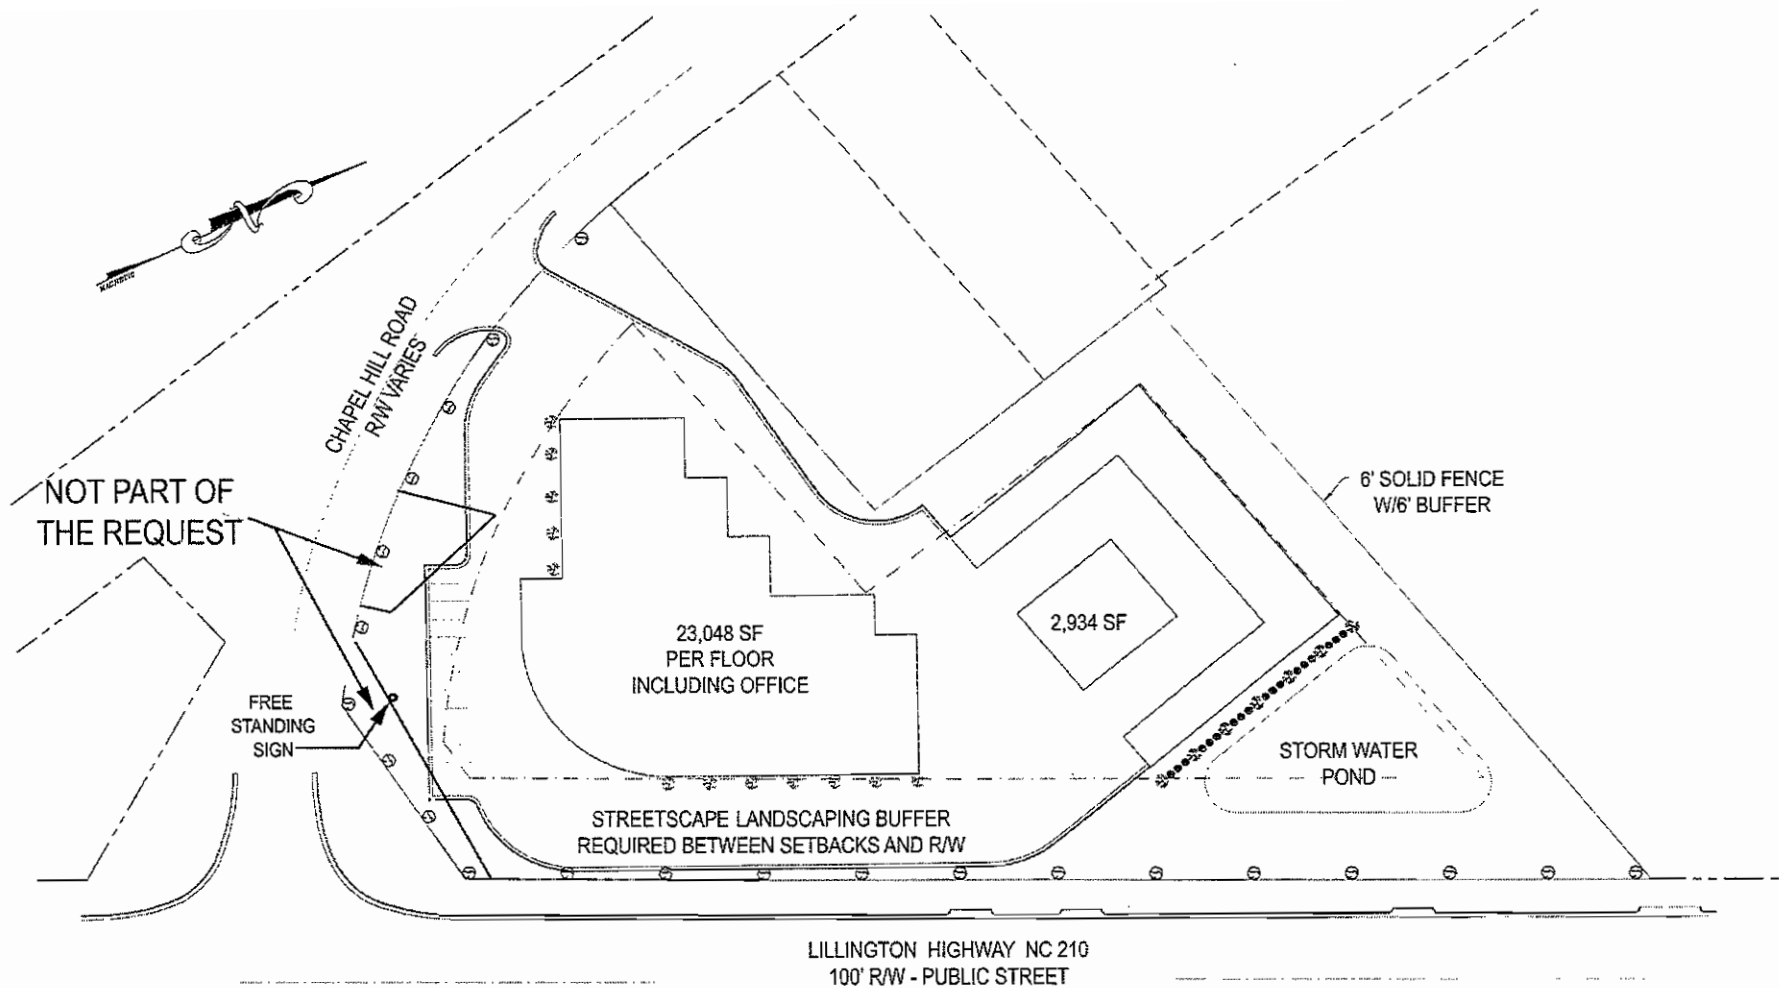 N
MAGNETIC
CHAPEL HILL ROAD
R/W VARIES
NOT PART OF
THE REQUEST
6' SOLID FENCE
W/6' BUFFER
2,934 SF
23,048 SF
PER FLOOR
INCLUDING OFFICE
FREE
STANDING
SIGN
STORM WATER
POND
STREETSCAPE LANDSCAPING BUFFER
REQUIRED BETWEEN SETBACKS AND R/W
LILLINGTON HIGHWAY NC 210
100' R/W - PUBLIC STREET